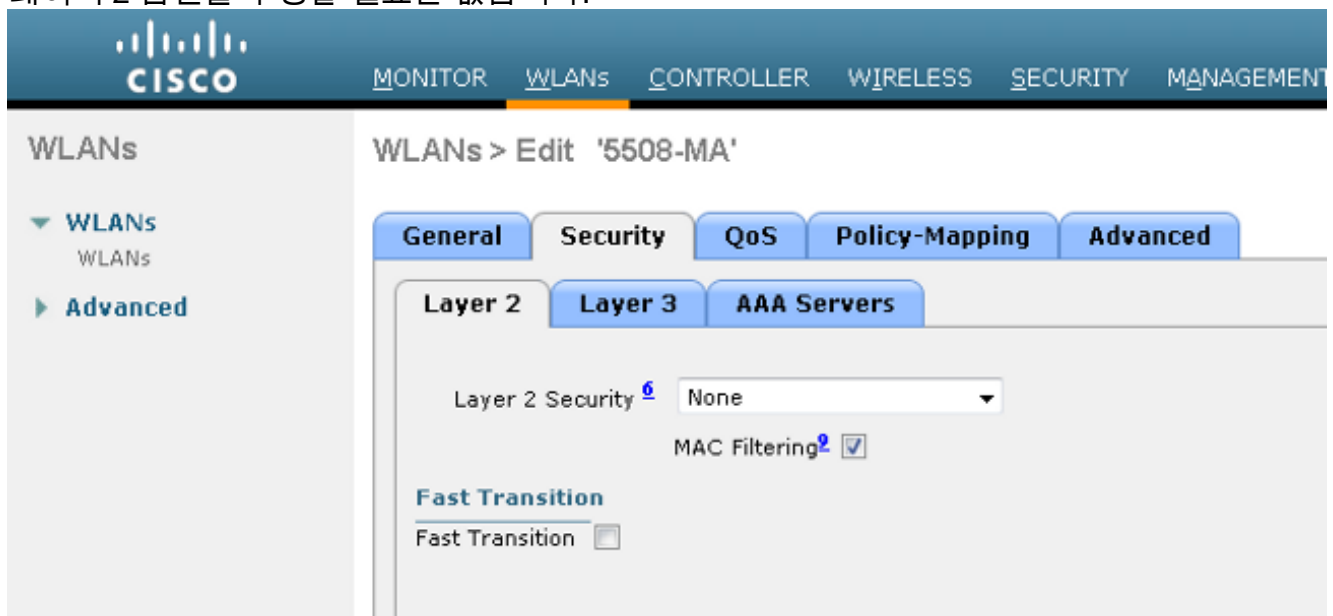 CISCO
MONITOR WLANs CONTROLLER WIRELESS SECURITY MANAGEMENT
WLANs
WLANs > Edit '5508-MA'
WLANs
WLANs
Advanced
General Security QoS Policy-Mapping Advanced
Layer 2 Layer 3 AAA Servers
Layer 2 Security 6 None
MAC Filtering 9
Fast Transition
Fast Transition